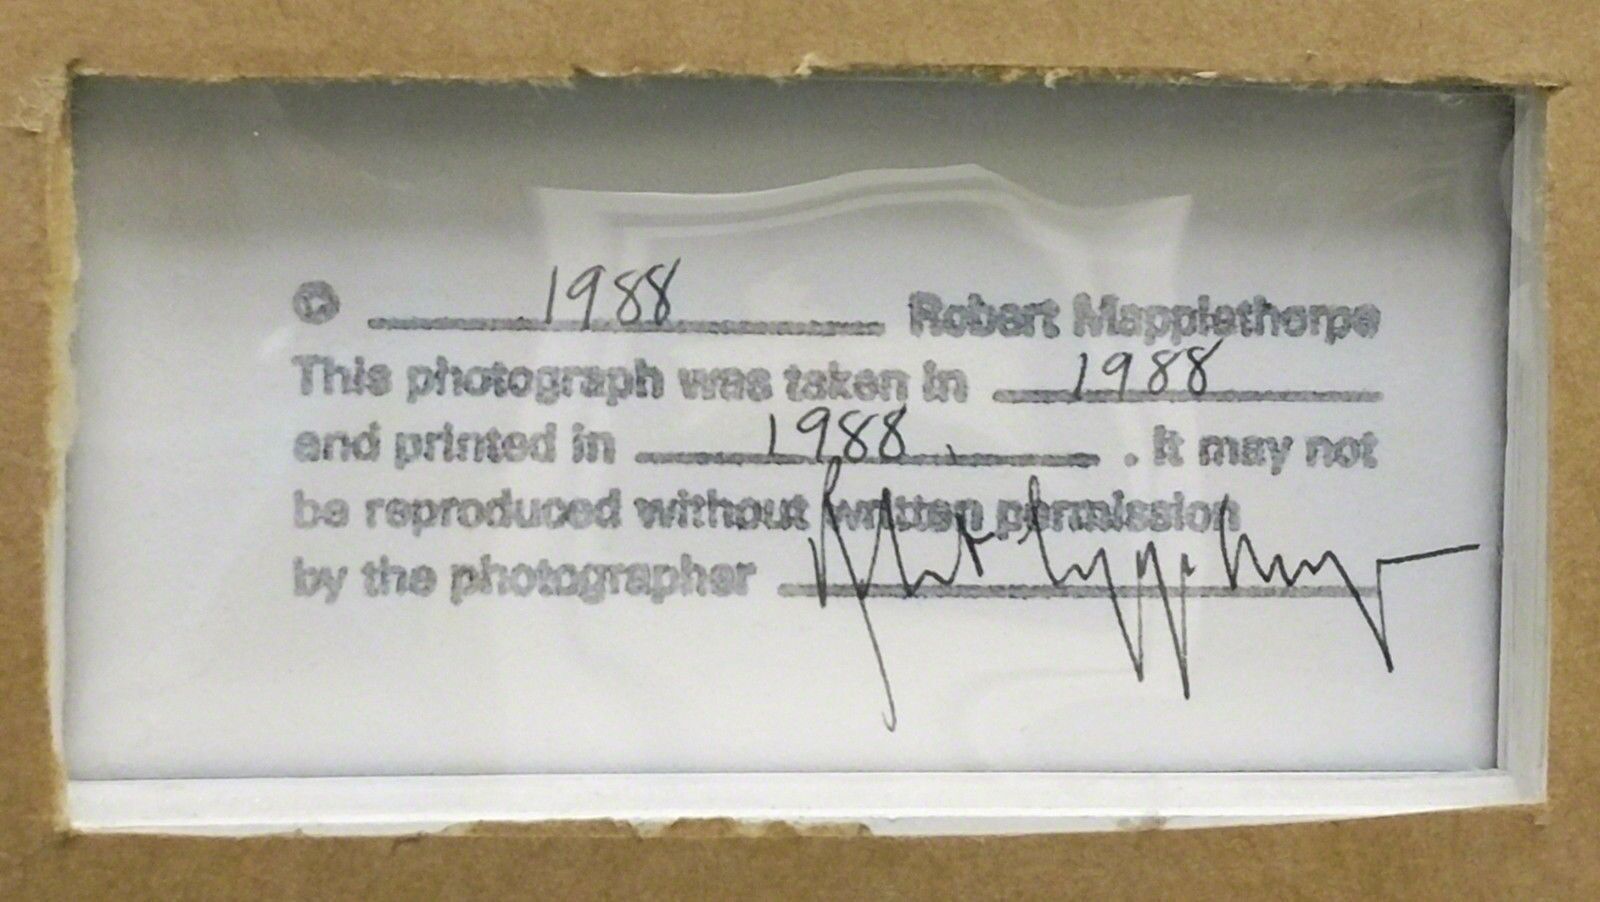 © 1988 Robert Mapplethorpe
This photograph was taken in 1988
and printed in 1988 . It may not
be reproduced without written permission
by the photographer